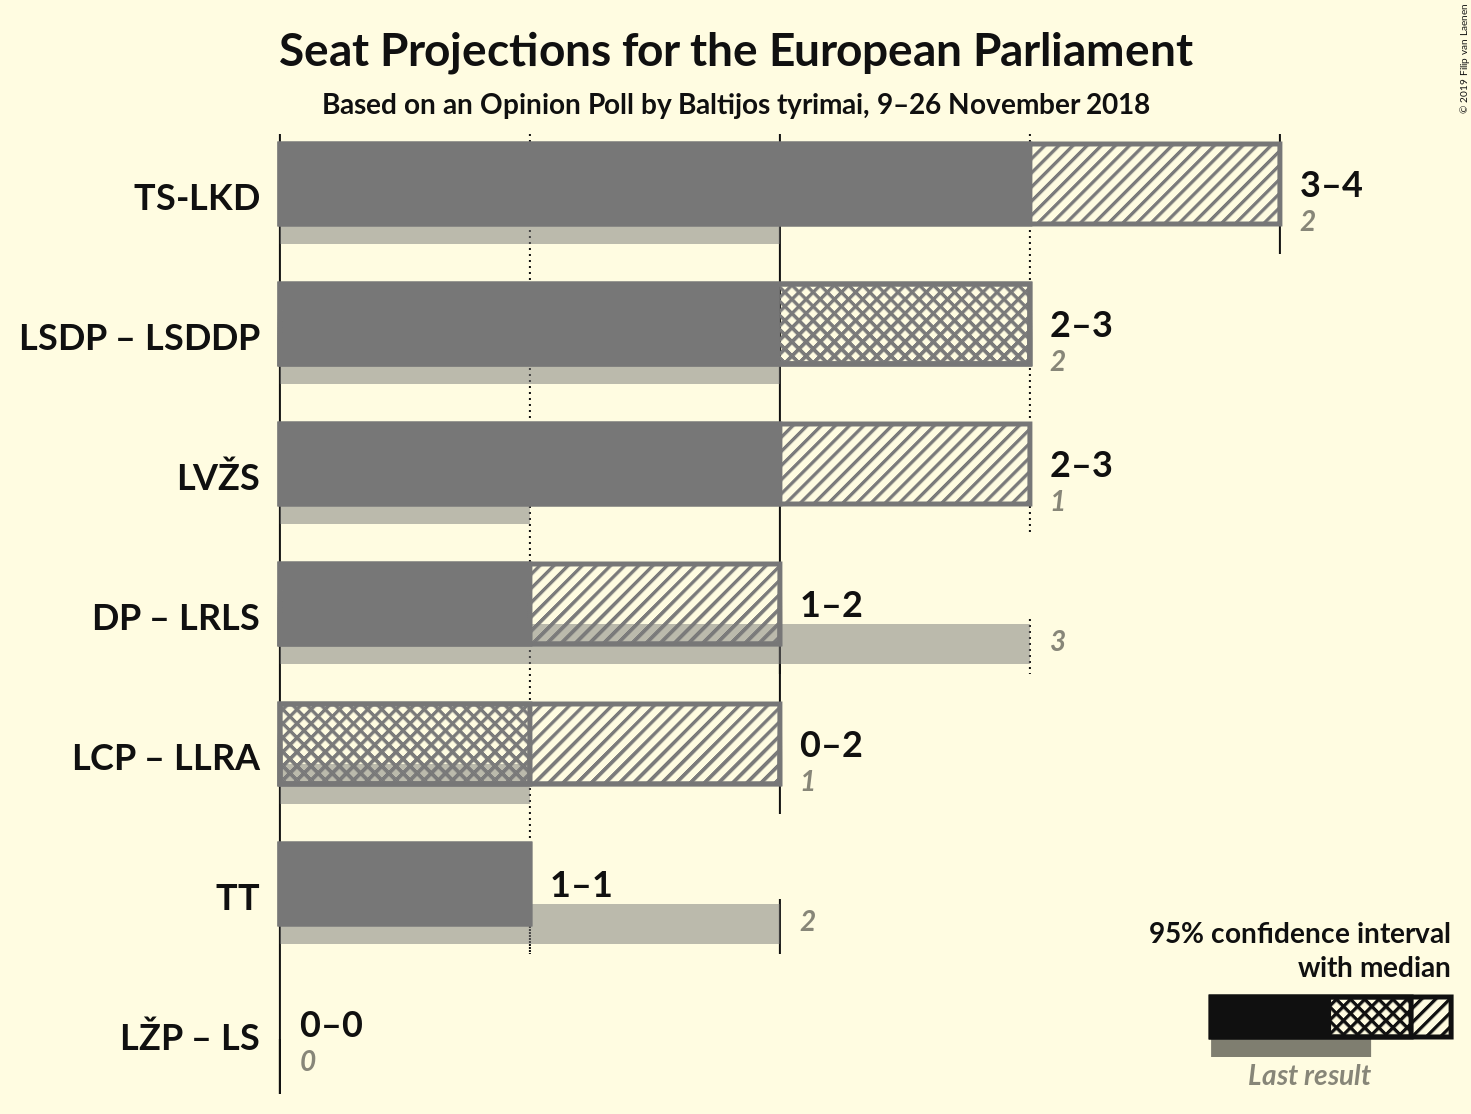 Seat Projections for the European Parliament
Based on an Opinion Poll by Baltijos tyrimai, 9–26 November 2018
© 2019 Filip van Laenen
TS-LKD
3–4
2
LSDP – LSDDP
2–3
2
LVŽS
2–3
1
DP – LRLS
1–2
3
LCP – LLRA
0–2
1
TT
1–1
2
LŽP – LS
0–0
0
95% confidence interval
with median
Last result